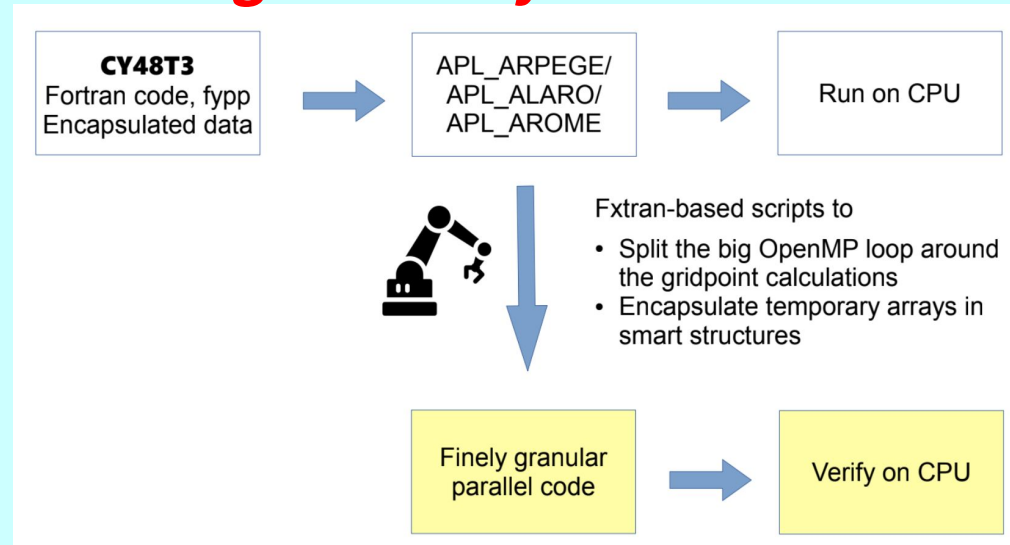 CY48T3
Fortran code, fypp
Encapsulated data
APL_ARPEGE/
APL_ALARO/
APL_AROME
Run on CPU
Fxtran-based scripts to
• Split the big OpenMP loop around
the gridpoint calculations
• Encapsulate temporary arrays in
smart structures
Finely granular
parallel code
Verify on CPU